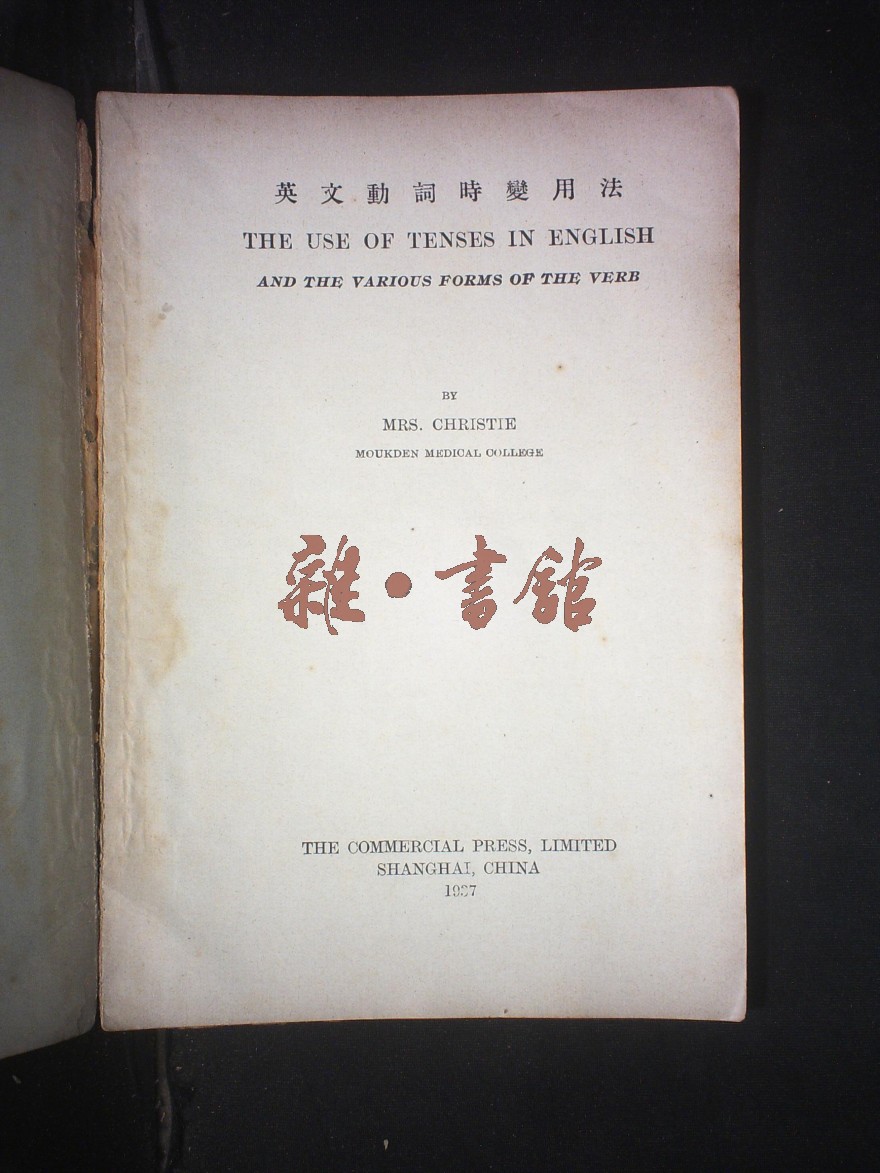 英文動詞時變用法
THE USE OF TENSES IN ENGLISH
AND THE VARIOUS FORMS OF THE VERB
BY
MRS. CHRISTIE
MOUKDEN MEDICAL COLLEGE
雜·書館
THE COMMERCIAL PRESS, LIMITED
SHANGHAI, CHINA
1937